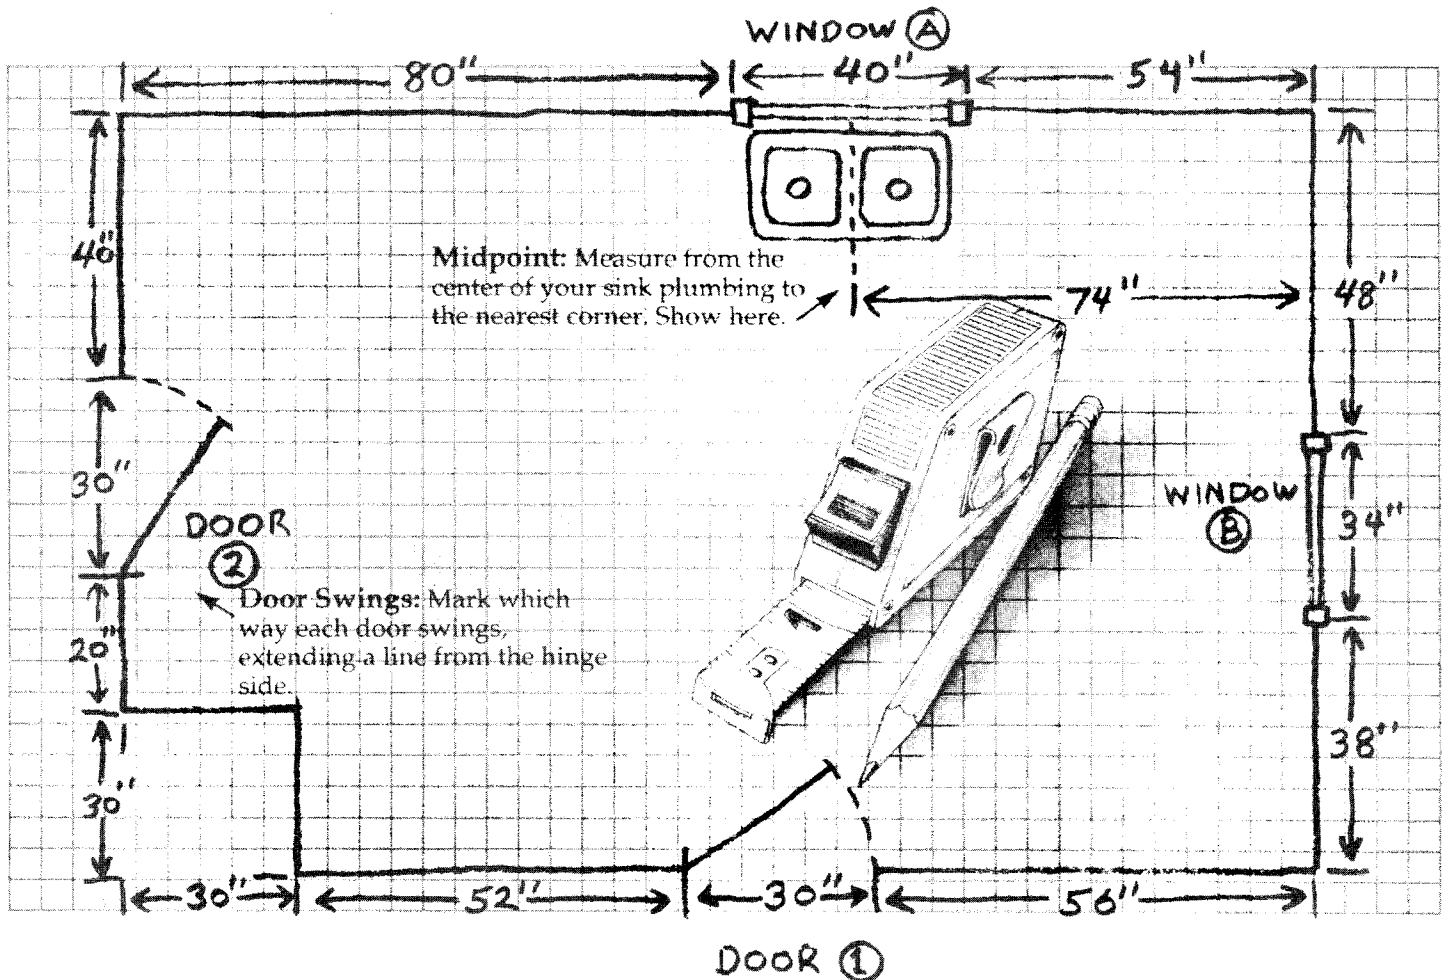 WINDOW Ⓐ
80" 40" 54"
40"
Midpoint: Measure from the
center of your sink plumbing to
the nearest corner. Show here.
74"
48"
30"
DOOR
②
WINDOW
Ⓑ
34"
Door Swings: Mark which
way each door swings,
extending a line from the hinge
side.
20"
1
38"
30"
30" 52" 30" 56"
DOOR ①